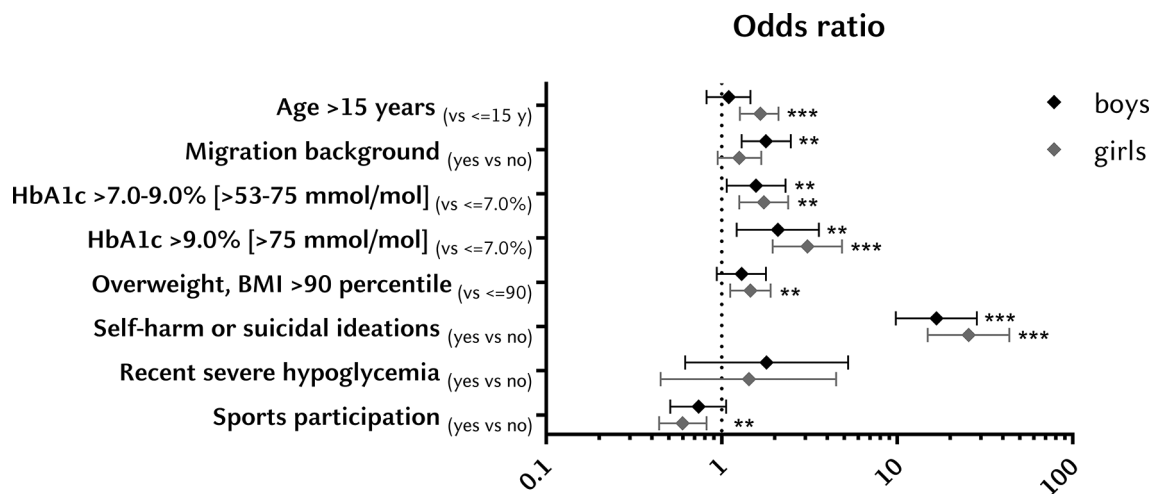 Odds ratio
Age >15 years (vs <=15 y)
***
Migration background (yes vs no)
**
HbA1c >7.0-9.0% [>53-75 mmol/mol] (vs <=7.0%)
**
**
HbA1c >9.0% [>75 mmol/mol] (vs <=7.0%)
**
***
Overweight, BMI >90 percentile (vs <=90)
**
Self-harm or suicidal ideations (yes vs no)
***
***
Recent severe hypoglycemia (yes vs no)
Sports participation (yes vs no)
**
0.1 1 10 100
boys
girls